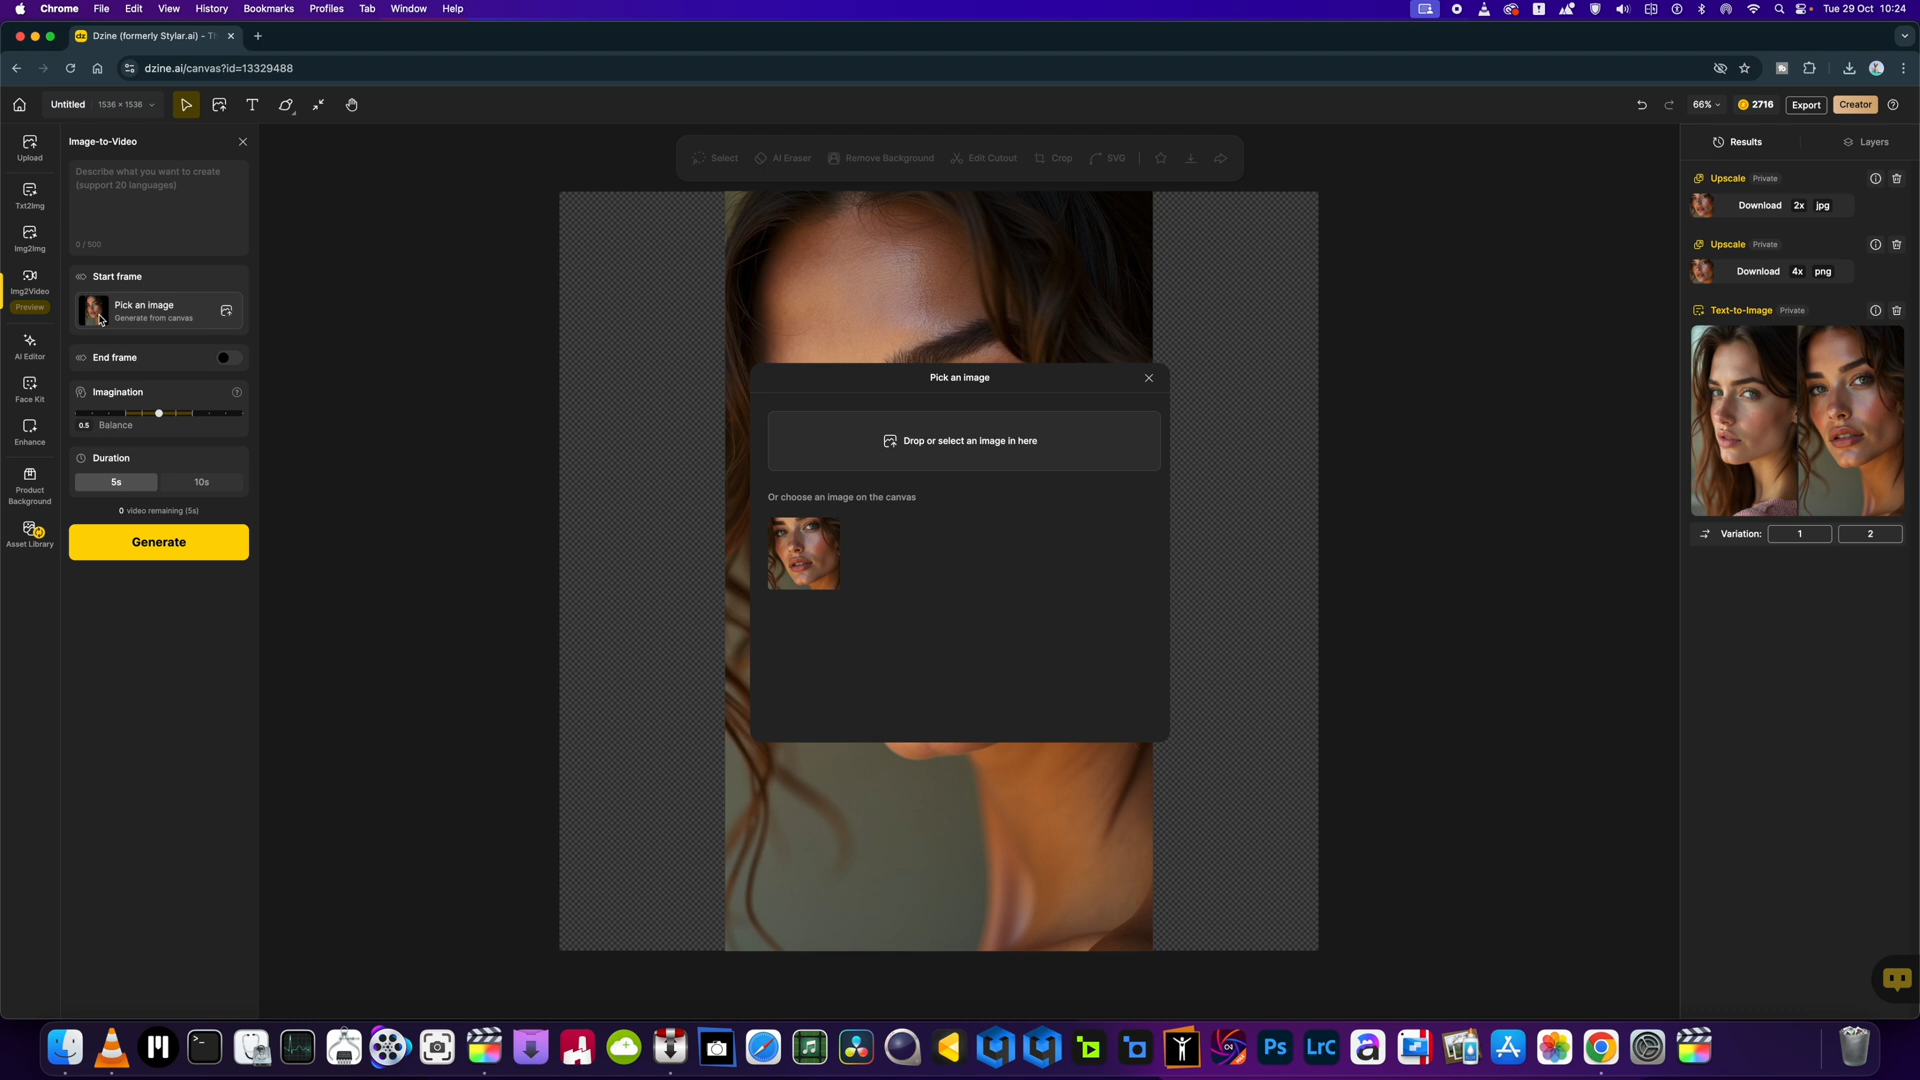 Chrome File Edit View History Bookmarks Profiles Tab Window Help
Tue 29 Oct 10:24
Dzine (formerly Stylar.ai) - Th
dzine.ai/canvas?id=13329488
Untitled 1536 × 1536
66% 2716 Export Creator
Upload
Txt2Img
Img2Img
Img2Video
Preview
AI Editor
Face Kit
Enhance
Product
Background
Asset Library
Image-to-Video
Describe what you want to create
(support 20 languages)
0 / 500
Start frame
Pick an image
Generate from canvas
End frame
Imagination
0.5 Balance
Duration
5s 10s
0 video remaining (5s)
Generate
Select AI Eraser Remove Background Edit Cutout Crop SVG
Pick an image
Drop or select an image in here
Or choose an image on the canvas
Results Layers
Upscale Private
Download 2x jpg
Upscale Private
Download 4x png
Text-to-Image Private
Variation: 1 2
Ps LrC